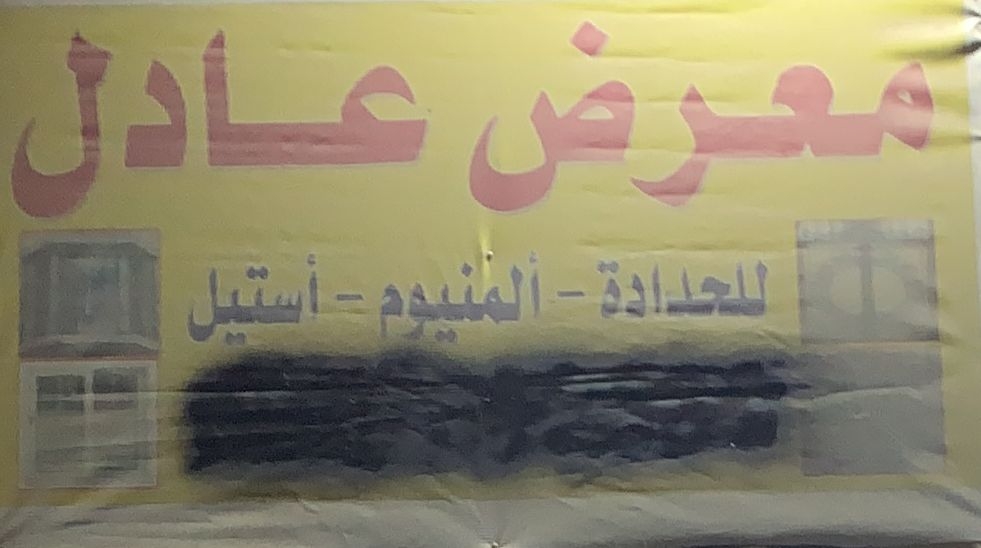 معرض عادل
للحدادة - ألمنيوم - أستيل